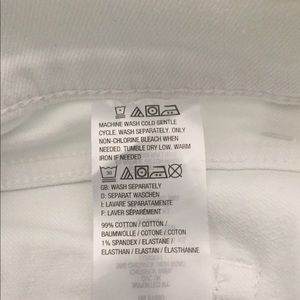 MACHINE WASH COLD GENTLE
CYCLE. WASH SEPARATELY. ONLY
NON-CHLORINE BLEACH WHEN
NEEDED. TUMBLE DRY LOW. WARM
IRON IF NEEDED
30
GB: WASH SEPARATELY
D: SEPARAT WASCHEN
I: LAVARE SEPARATAMENTE
F: LAVER SÉPARÉMENT
99% COTTON / COTTON /
BAUMWOLLE / COTONE / COTON
1% SPANDEX / ELASTANE /
ELASTHAN / ELASTAN / ÉLASTHANNE